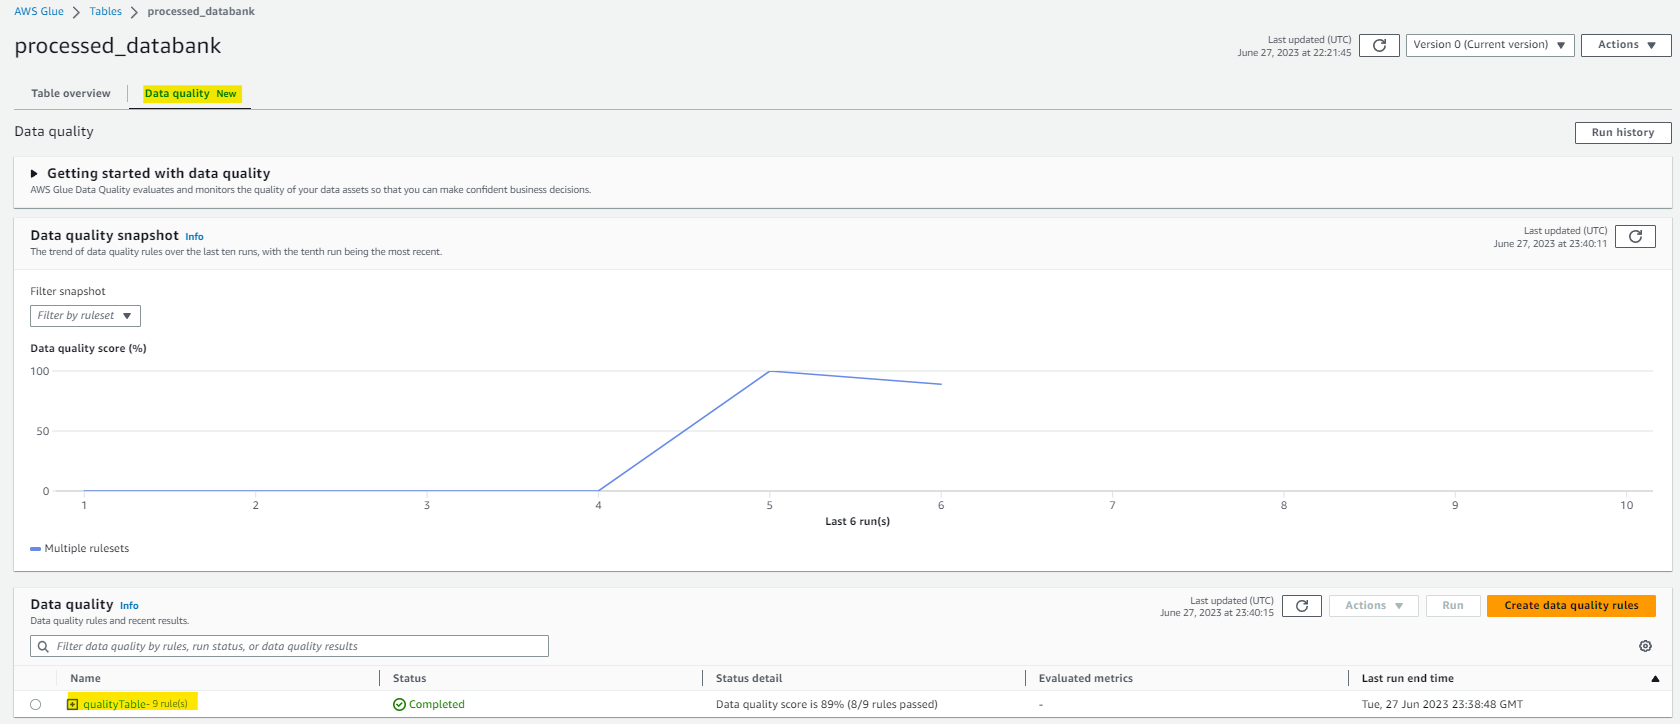 AWS Glue > Tables > processed_databank
processed_databank
Last updated (UTC)
June 27, 2023 at 22:21:45
Version 0 (Current version)
Actions
Table overview
Data quality New
Data quality
Run history
Getting started with data quality
AWS Glue Data Quality evaluates and monitors the quality of your data assets so that you can make confident business decisions.
Data quality snapshot Info
The trend of data quality rules over the last ten runs, with the tenth run being the most recent.
Last updated (UTC)
June 27, 2023 at 23:40:11
Filter snapshot
Filter by ruleset
Data quality score (%)
100
50
0
1 2 3 4 5 6 7 8 9 10
Last 6 run(s)
Multiple rulesets
Data quality Info
Data quality rules and recent results.
Last updated (UTC)
June 27, 2023 at 23:40:15
Actions
Run
Create data quality rules
Filter data quality by rules, run status, or data quality results
Name Status Status detail Evaluated metrics Last run end time
qualityTable- 9 rule(s) Completed Data quality score is 89% (8/9 rules passed) - Tue, 27 Jun 2023 23:38:48 GMT